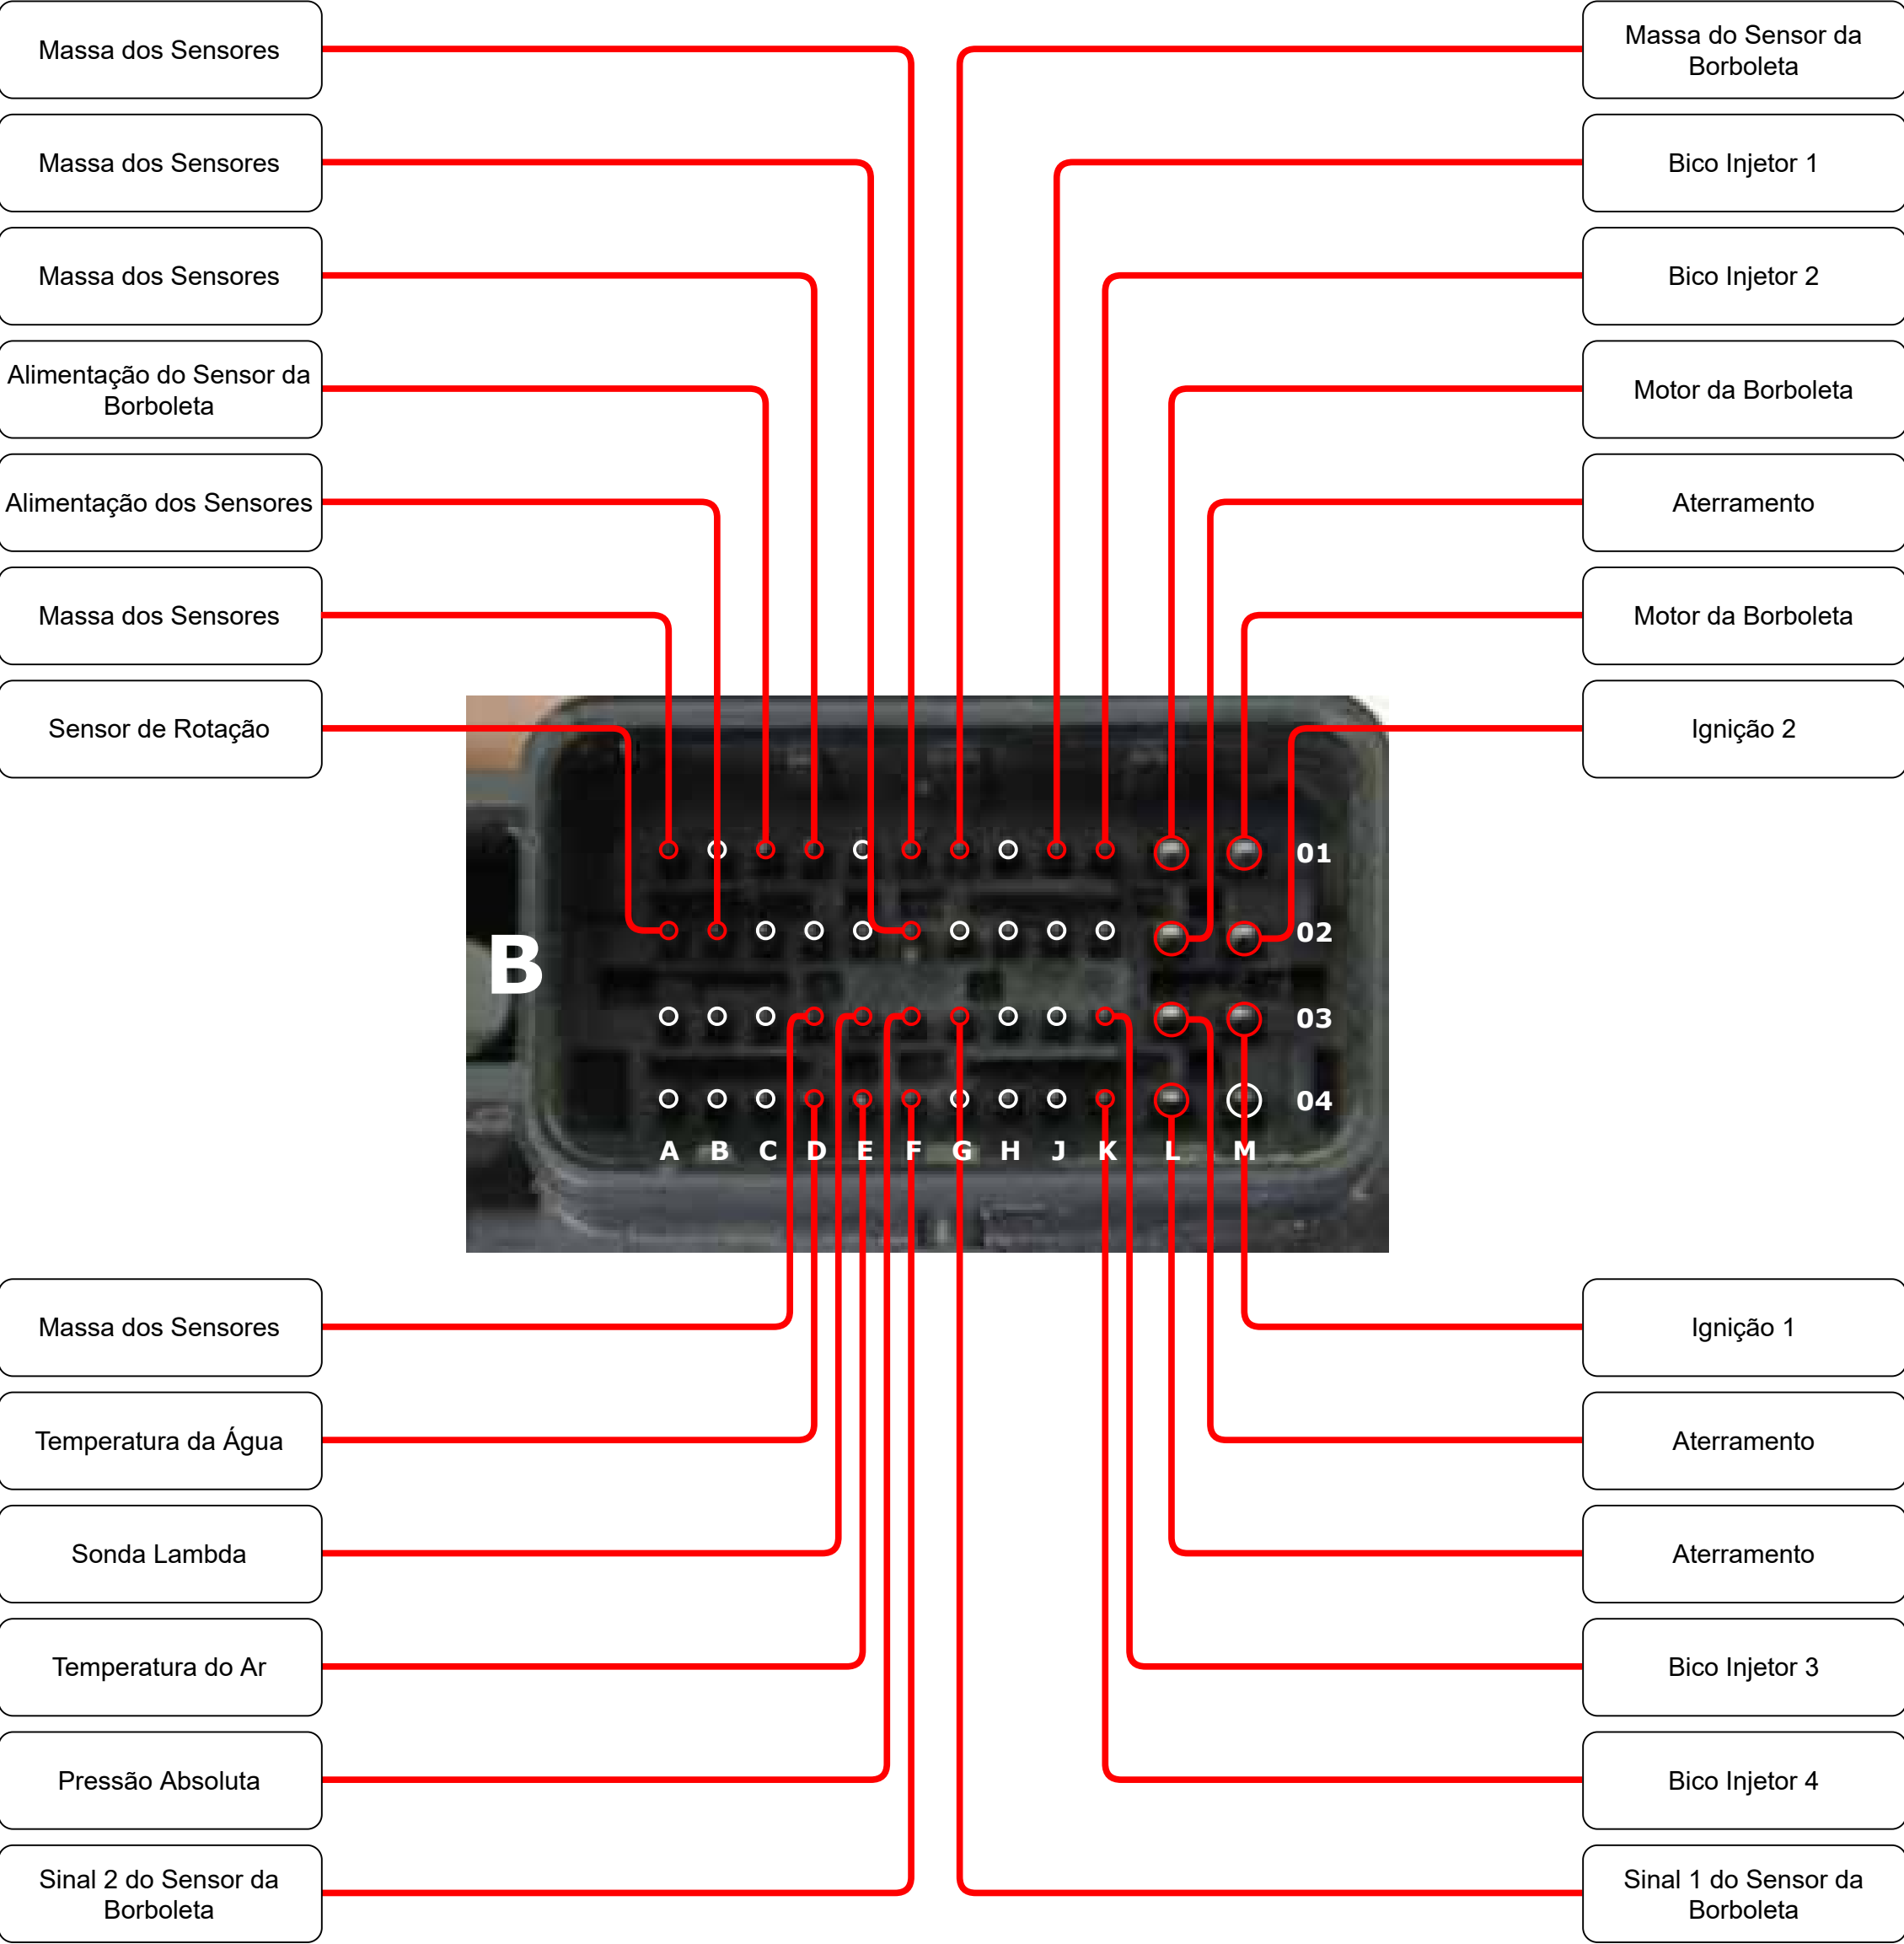 Massa dos Sensores
Massa do Sensor da
Borboleta
Massa dos Sensores
Bico Injetor 1
Massa dos Sensores
Bico Injetor 2
Alimentação do Sensor da
Borboleta
Motor da Borboleta
Alimentação dos Sensores
Aterramento
Massa dos Sensores
Motor da Borboleta
Sensor de Rotação
Ignição 2
01
02
B
03
04
A B C D E F G H J K L M
Massa dos Sensores
Ignição 1
Temperatura da Água
Aterramento
Sonda Lambda
Aterramento
Temperatura do Ar
Bico Injetor 3
Pressão Absoluta
Bico Injetor 4
Sinal 2 do Sensor da
Borboleta
Sinal 1 do Sensor da
Borboleta